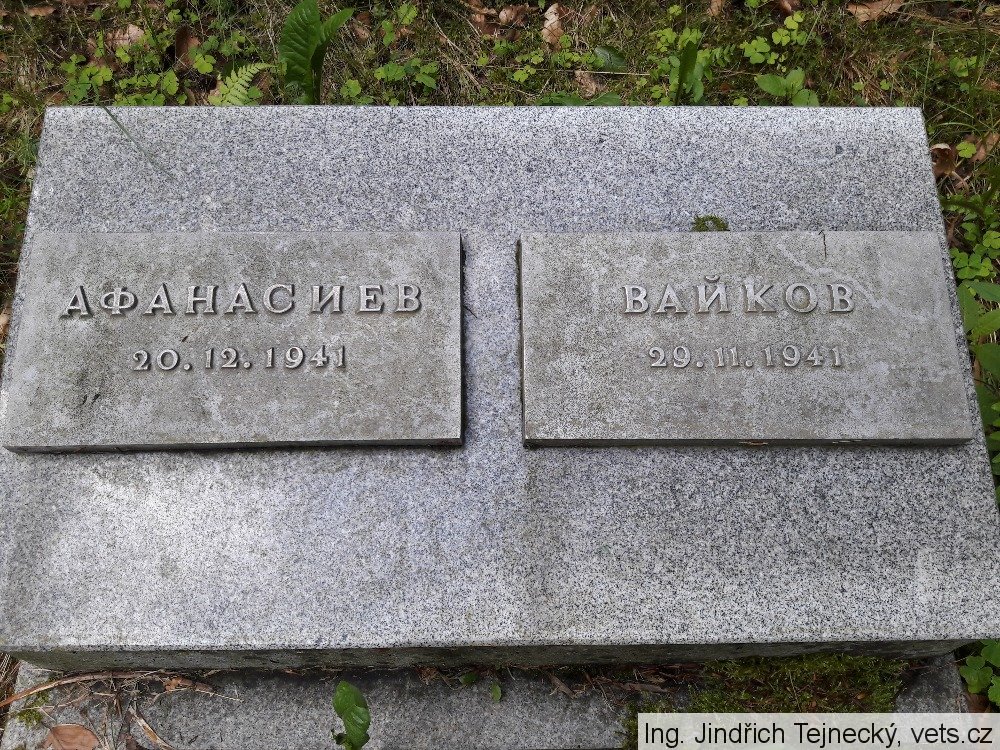 АФАНАСИЕВ
20.12.1941
ВАЙКОВ
29.11.1941
Ing. Jindřich Tejnecký, vets.cz